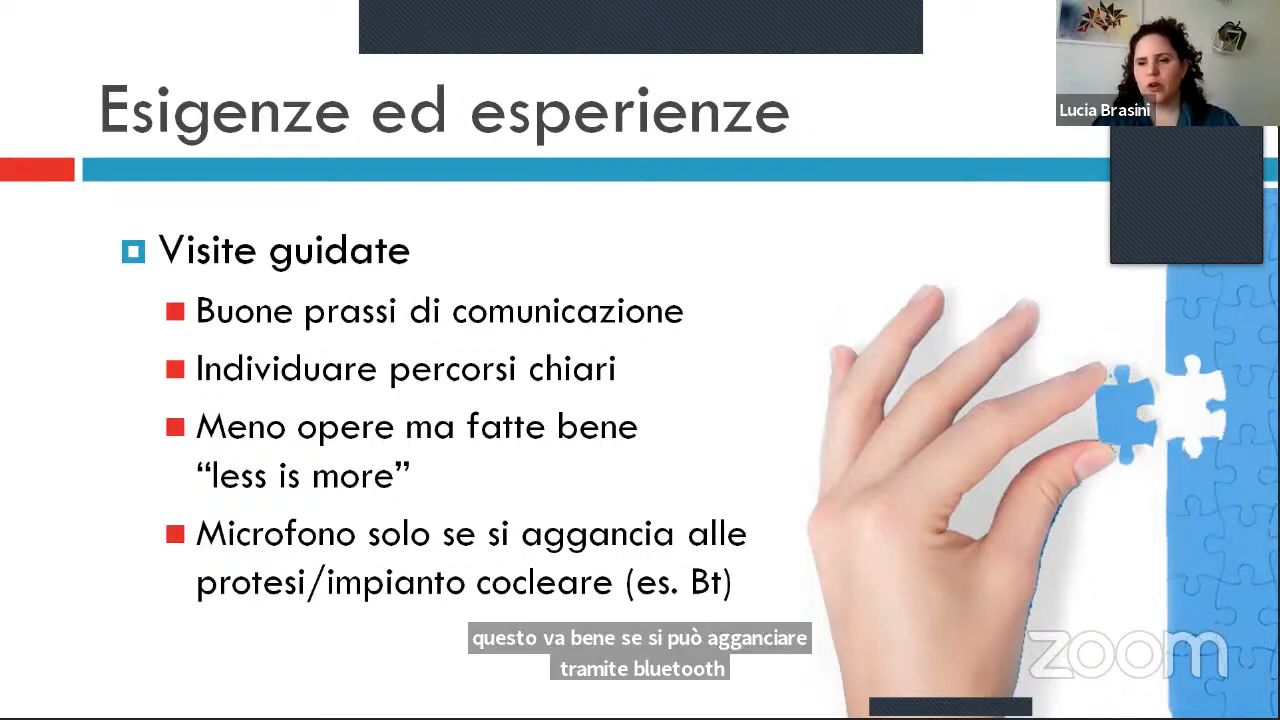 Esigenze ed esperienze
Lucia Brasini
Visite guidate
Buone prassi di comunicazione
Individuare percorsi chiari
Meno opere ma fatte bene
“less is more”
Microfono solo se si aggancia alle
protesi/impianto cocleare (es. Bt)
questo va bene se si può agganciare
tramite bluetooth
zoom